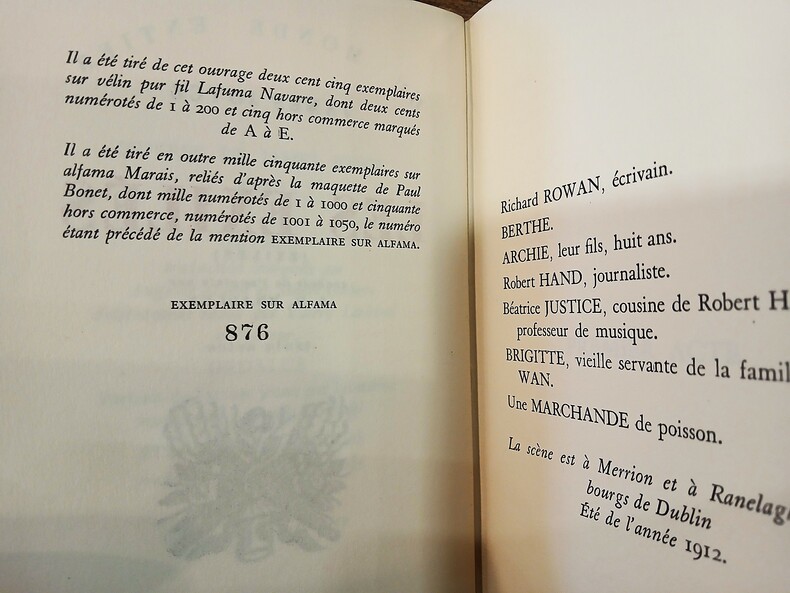 Il a été tiré de cet ouvrage deux cent cinq exemplaires
sur vélin pur fil Lafuma Navarre, dont deux cents
numérotés de 1 à 200 et cinq hors commerce marqués
de A à E.
Il a été tiré en outre mille cinquante exemplaires sur
alfama Marais, reliés d'après la maquette de Paul
Bonet, dont mille numérotés de 1 à 1000 et cinquante
hors commerce, numérotés de 1001 à 1050, le numéro
étant précédé de la mention EXEMPLAIRE SUR ALFAMA.
EXEMPLAIRE SUR ALFAMA
876
Richard ROWAN, écrivain.
BERTHE.
ARCHIE, leur fils, huit ans.
Robert HAND, journaliste.
Béatrice JUSTICE, cousine de Robert H
professeur de musique.
BRIGITTE, vieille servante de la famil
WAN.
Une MARCHANDE de poisson.
La scène est à Merrion et à Ranelagh
bourgs de Dublin
Été de l'année 1912.